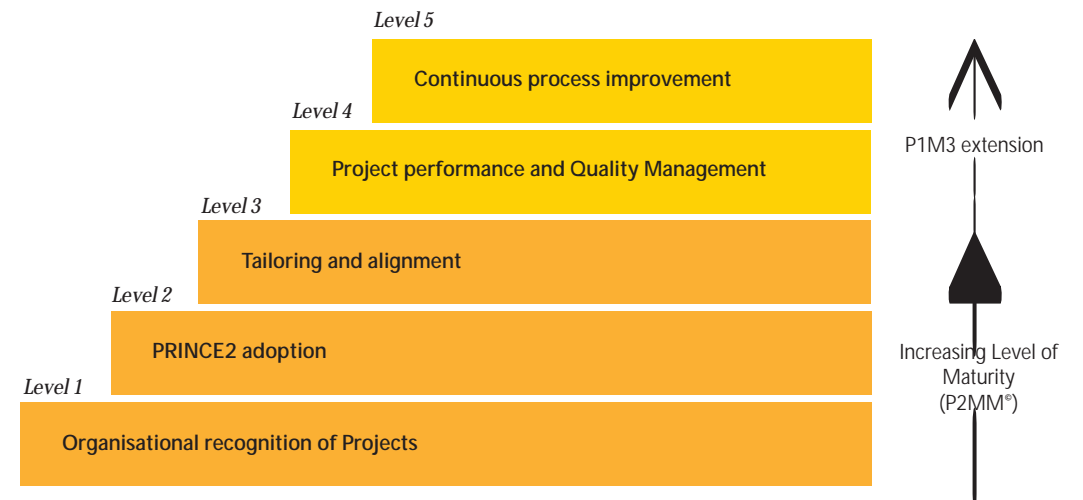 Level 5
Continuous process improvement
Level 4
Project performance and Quality Management
Level 3
Tailoring and alignment
Level 2
PRINCE2 adoption
Level 1
Organisational recognition of Projects
P1M3 extension
Increasing Level of
Maturity
(P2MM©)